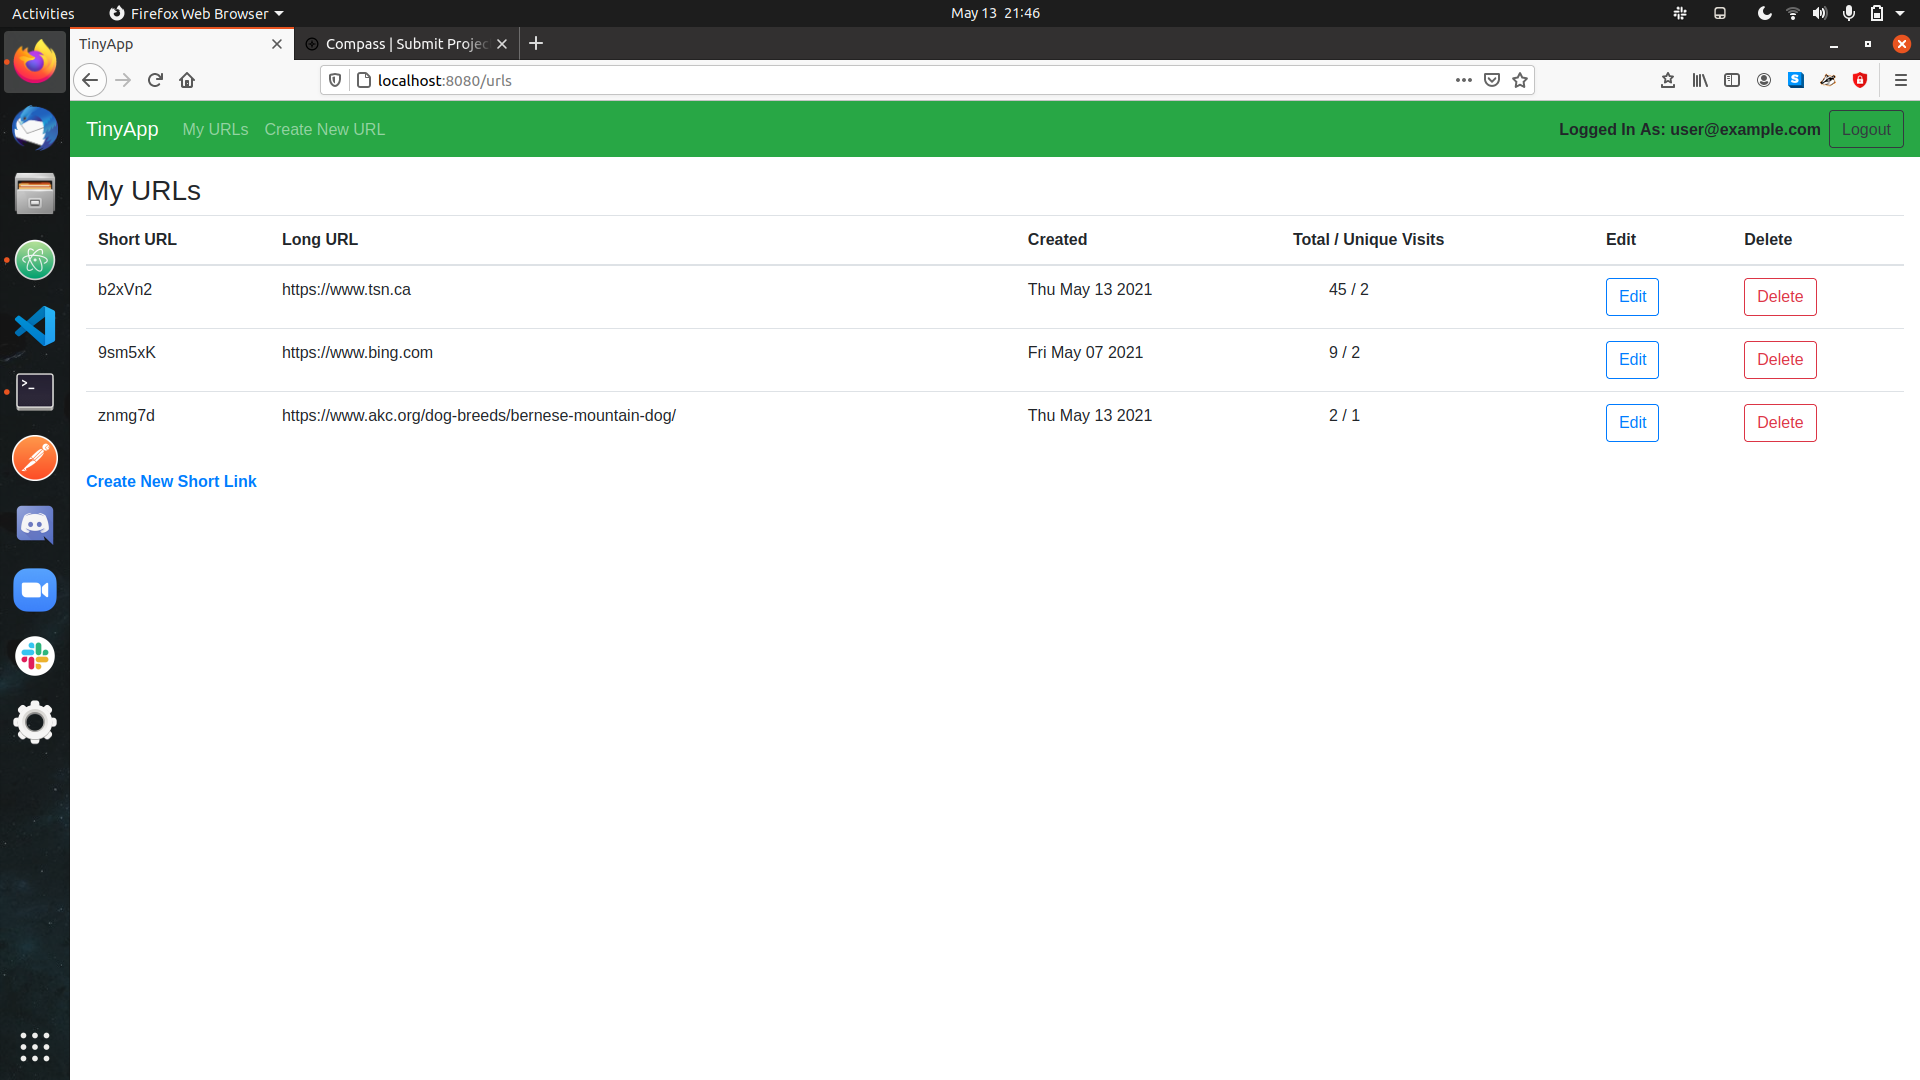 Activities Firefox Web Browser May 13 21:46
TinyApp Compass | Submit Projec
localhost:8080/urls
TinyApp My URLs Create New URL Logged In As: user@example.com Logout
My URLs
Short URL Long URL Created Total / Unique Visits Edit Delete
b2xVn2 https://www.tsn.ca Thu May 13 2021 45 / 2 Edit Delete
9sm5xK https://www.bing.com Fri May 07 2021 9 / 2 Edit Delete
znmg7d https://www.akc.org/dog-breeds/bernese-mountain-dog/ Thu May 13 2021 2 / 1 Edit Delete
Create New Short Link